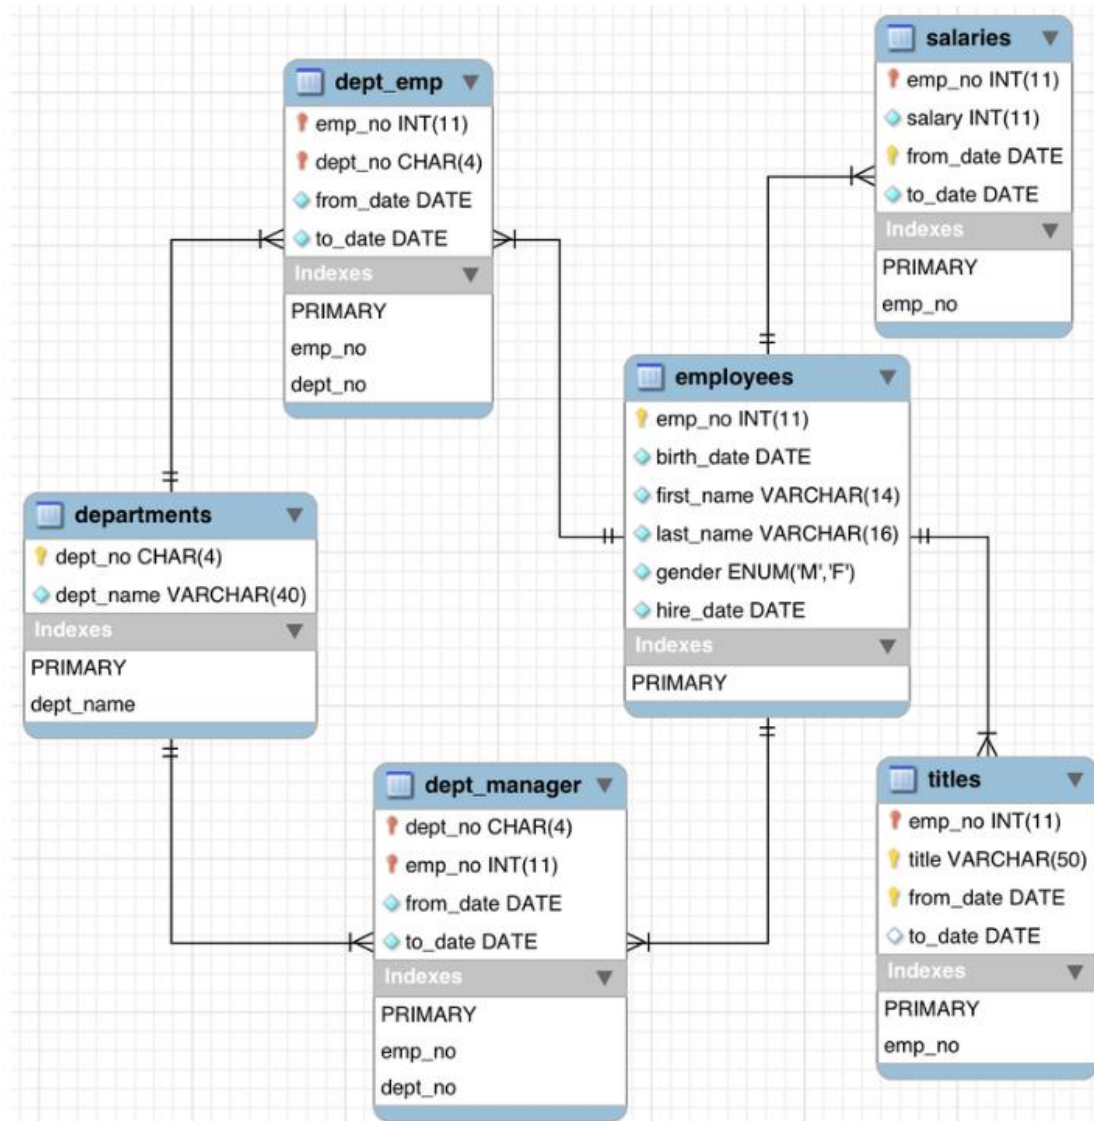 dept_emp
emp_no INT(11)
dept_no CHAR(4)
from_date DATE
to_date DATE
Indexes
PRIMARY
emp_no
dept_no
salaries
emp_no INT(11)
salary INT(11)
from_date DATE
to_date DATE
Indexes
PRIMARY
emp_no
departments
dept_no CHAR(4)
dept_name VARCHAR(40)
Indexes
PRIMARY
dept_name
employees
emp_no INT(11)
birth_date DATE
first_name VARCHAR(14)
last_name VARCHAR(16)
gender ENUM('M','F')
hire_date DATE
Indexes
PRIMARY
dept_manager
dept_no CHAR(4)
emp_no INT(11)
from_date DATE
to_date DATE
Indexes
PRIMARY
emp_no
dept_no
titles
emp_no INT(11)
title VARCHAR(50)
from_date DATE
to_date DATE
Indexes
PRIMARY
emp_no